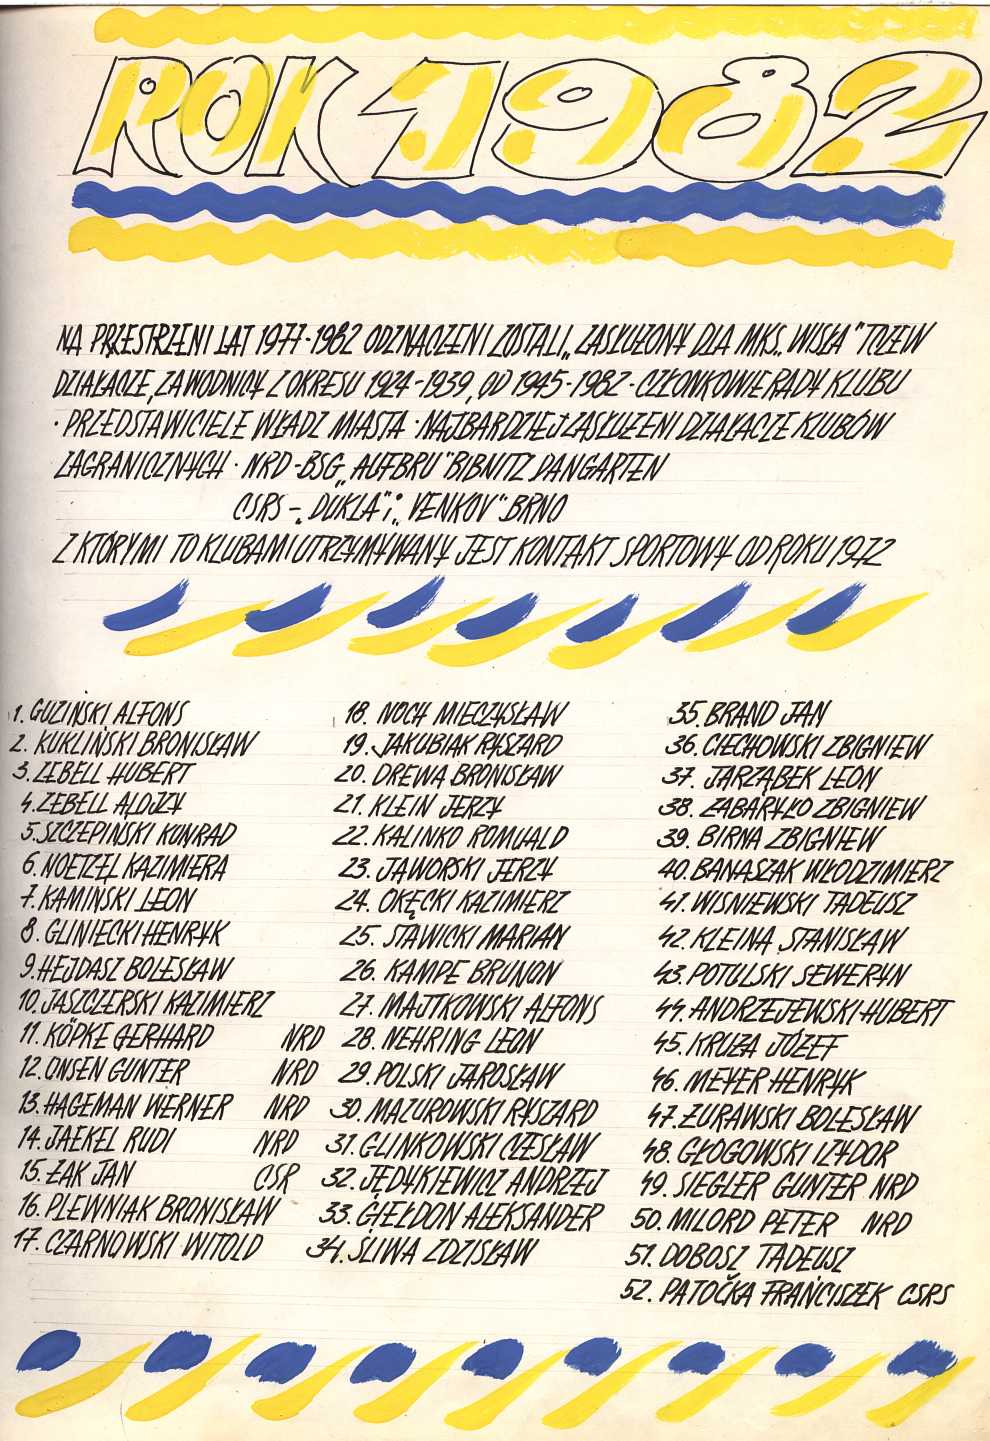 ROK 1982
NA PRZESTRZENI LAT 1977-1982 ODZNACZENI ZOSTALI „ZASŁUŻONY DLA MKS „WISŁA" TCZEW
DZIAŁACZE, ZAWODNICY Z OKRESU 1924-1939, OD 1945-1982 - CZŁONKOWIE RADY KLUBU
· PRZEDSTAWICIELE WŁADZ MIASTA · NAJBARDZIEJ ZASŁUŻENI DZIAŁACZE KLUBÓW
ZAGRANICZNYCH · NRD - BSG „AUFBRU" BIBNITZ DANGARTEN
CSRS - „DUKLA" i „VENKOV" BRNO
Z KTÓRYMI TO KLUBAMI UTRZYMYWANY JEST KONTAKT SPORTOWY OD ROKU 1972
1. GUZIŃSKI ALFONS
2. KUKLIŃSKI BRONISŁAW
3. ZEBELL HUBERT
4. ZEBELL ALOJZY
5. SZCZEPIŃSKI KONRAD
6. NOETZEL KAZIMIERA
7. KAMIŃSKI LEON
8. GLINIECKI HENRYK
9. HEJDASZ BOLESŁAW
10. JASZCZERSKI KAZIMIERZ
11. KÖPKE GERHARD NRD
12. ONSEN GUNTER NRD
13. HAGEMAN WERNER NRD
14. JAEKEL RUDI NRD
15. ŁAK JAN CSR
16. PLEWNIAK BRONISŁAW
17. CZARNOWSKI WITOLD
18. NOCH MIECZYSŁAW
19. JAKUBIAK RYSZARD
20. DREWA BRONISŁAW
21. KLEIN JERZY
22. KALINKO ROMUALD
23. JAWORSKI JERZY
24. OKĘCKI KAZIMIERZ
25. STAWICKI MARIAN
26. KAMPE BRUNON
27. MAJTKOWSKI ALFONS
28. NEHRING LEON
29. POLSKI JAROSŁAW
30. MAZUROWSKI RYSZARD
31. GLINKOWSKI CZESŁAW
32. JĘDYKIEWICZ ANDRZEJ
33. GIEŁDON ALEKSANDER
34. ŚLIWA ZDZISŁAW
35. BRAND JAN
36. CIECHOWSKI ZBIGNIEW
37. JARZĄBEK LEON
38. ZABARYŁO ZBIGNIEW
39. BIRNA ZBIGNIEW
40. BANASZAK WŁODZIMIERZ
41. WIŚNIEWSKI TADEUSZ
42. KLEINA STANISŁAW
43. POTULSKI SEWERYN
44. ANDRZEJEWSKI HUBERT
45. KRUŻA JÓZEF
46. MEYER HENRYK
47. ŻURAWSKI BOLESŁAW
48. GŁOGOWSKI IZYDOR
49. SIEGLER GUNTER NRD
50. MILORD PETER NRD
51. DOBOSZ TADEUSZ
52. PATOČKA FRANCISZEK CSRS